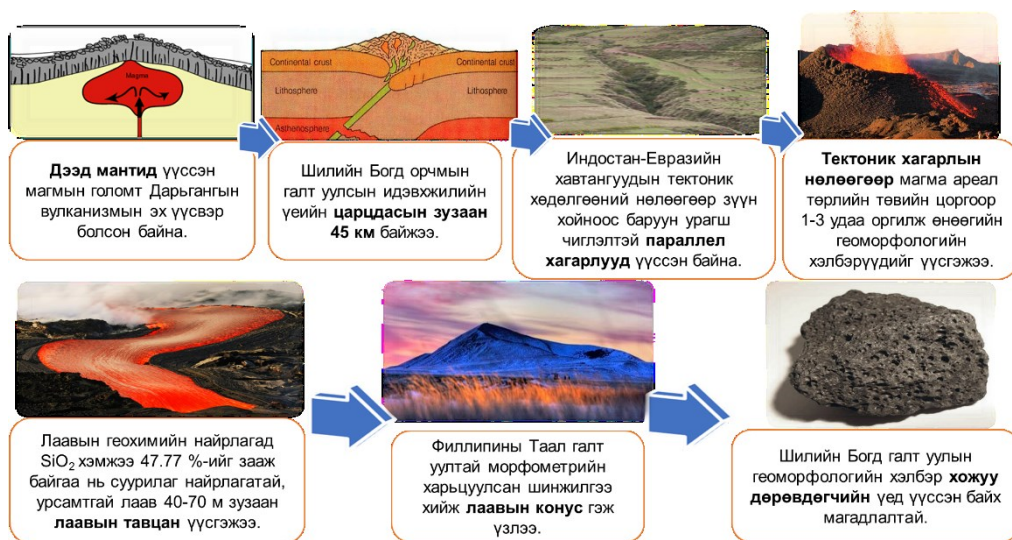 Magma
Continental crust
Continental crust
Lithosphere
Lithosphere
Asthenosphere
Дээд мантид үүссэн
магмын голомт Дарьгангын
вулканизмын эх үүсвэр
болсон байна.
Шилийн Богд орчмын
галт уулсын идэвхжилийн
үеийн царцдасын зузаан
45 км байжээ.
Индостан-Евразийн
хавтангуудын тектоник
хөдөлгөөний нөлөөгөөр зүүн
хойноос баруун урагш
чиглэлтэй параллел
хагарлууд үүссэн байна.
Тектоник хагарлын
нөлөөгөөр магма ареал
төрлийн төвийн цоргоор
1-3 удаа оргилж өнөөгийн
геоморфологийн
хэлбэрүүдийг үүсгэжээ.
Лаавын геохимийн найрлагад
SiO₂ хэмжээ 47.77 %-ийг зааж
байгаа нь суурилаг найрлагатай,
урсамтгай лаав 40-70 м зузаан
лаавын тавцан үүсгэжээ.
Филлипины Таал галт
уултай морфометрийн
харьцуулсан шинжилгээ
хийж лаавын конус гэж
үзлээ.
Шилийн Богд галт уулын
геоморфологийн хэлбэр хожуу
дөрөвдөгчийн үед үүссэн байх
магадлалтай.